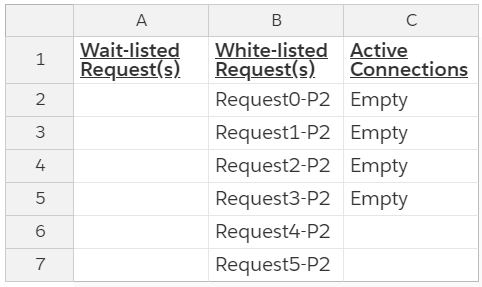 A B C
1 Wait-listed Request(s) White-listed Request(s) Active Connections
2 Request0-P2 Empty
3 Request1-P2 Empty
4 Request2-P2 Empty
5 Request3-P2 Empty
6 Request4-P2
7 Request5-P2